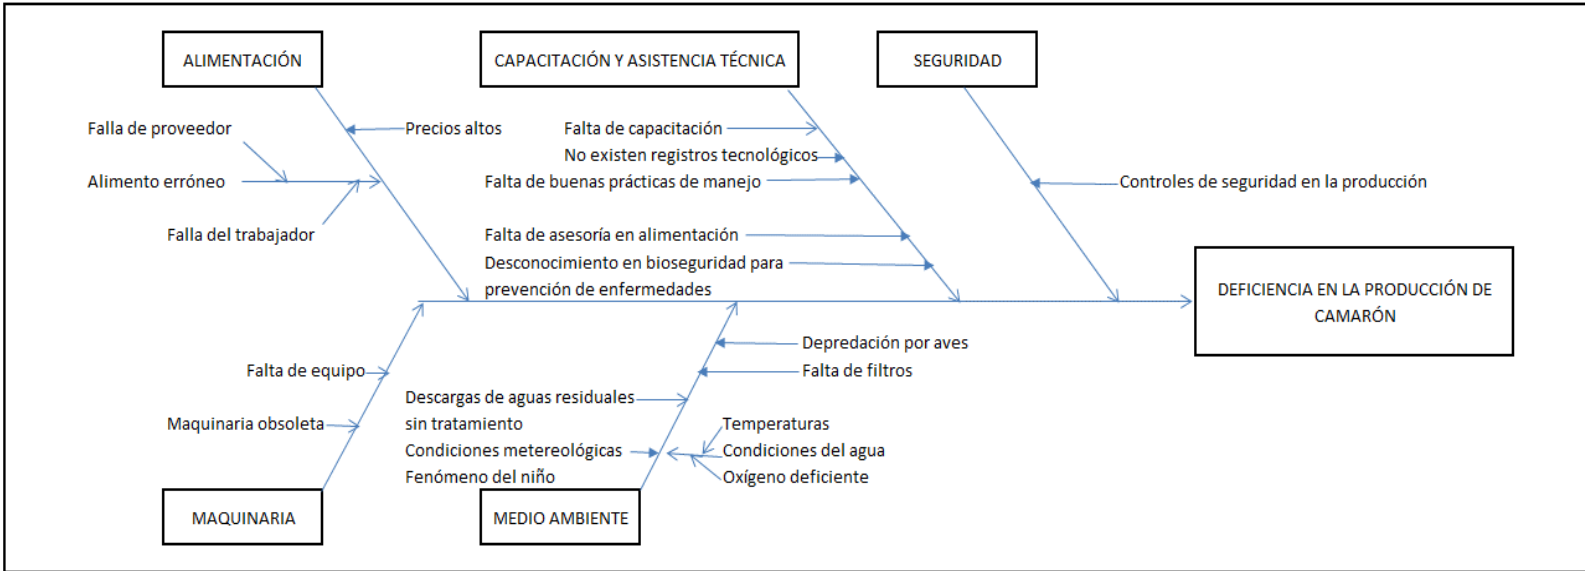 ALIMENTACIÓN
CAPACITACIÓN Y ASISTENCIA TÉCNICA
SEGURIDAD
Falla de proveedor
Precios altos
Alimento erróneo
Falla del trabajador
Falta de capacitación
No existen registros tecnológicos
Falta de buenas prácticas de manejo
Falta de asesoría en alimentación
Desconocimiento en bioseguridad para
prevención de enfermedades
Controles de seguridad en la producción
DEFICIENCIA EN LA PRODUCCIÓN DE
CAMARÓN
Falta de equipo
Maquinaria obsoleta
Depredación por aves
Falta de filtros
Descargas de aguas residuales
sin tratamiento
Condiciones metereológicas
Fenómeno del niño
Temperaturas
Condiciones del agua
Oxígeno deficiente
MAQUINARIA
MEDIO AMBIENTE